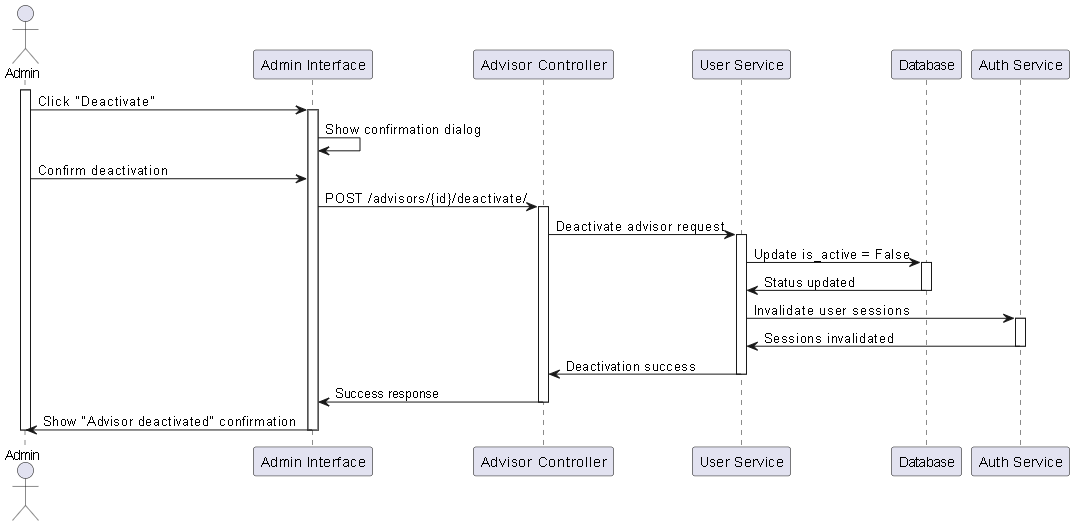 Admin
Admin Interface
Advisor Controller
User Service
Database
Auth Service
Click "Deactivate"
Show confirmation dialog
Confirm deactivation
POST /advisors/{id}/deactivate/
Deactivate advisor request
Update is_active = False
Status updated
Invalidate user sessions
Sessions invalidated
Deactivation success
Success response
Show "Advisor deactivated" confirmation
Admin
Admin Interface
Advisor Controller
User Service
Database
Auth Service